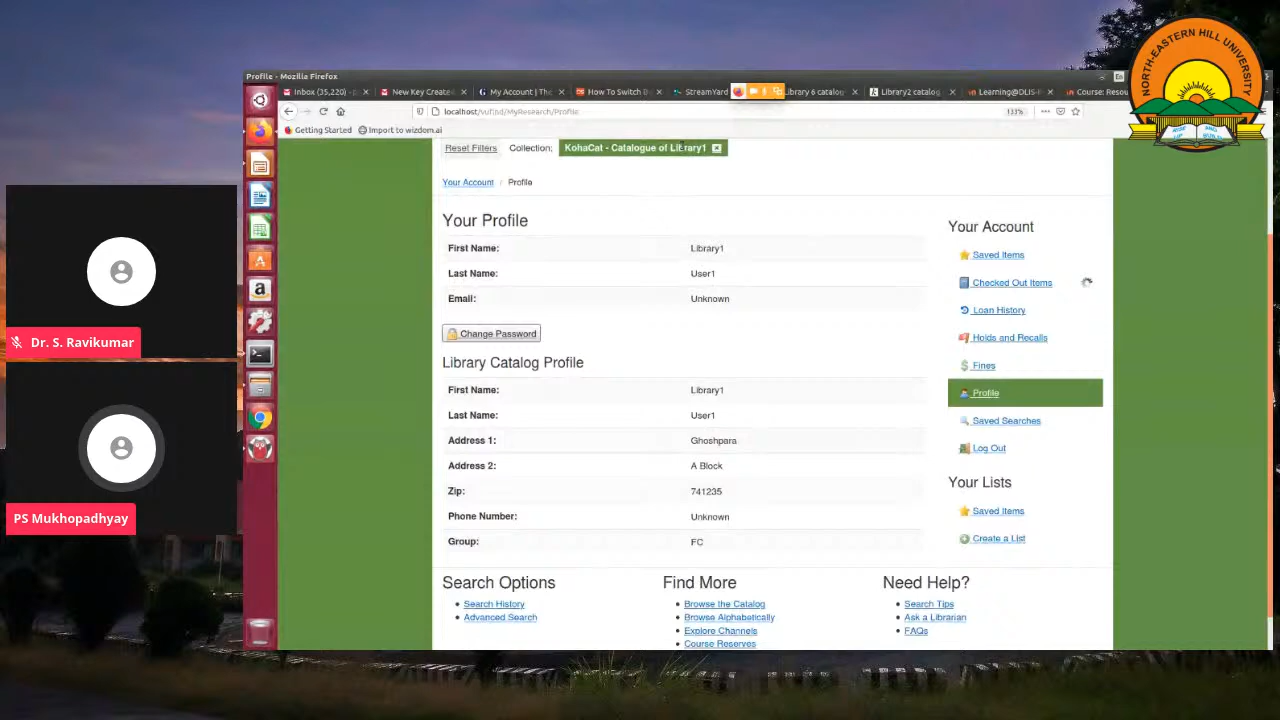 Profile - Mozilla Firefox
Inbox (35,220) - p
New Key Create
My Account | The
How To Switch B
StreamYard
Library 6 catalo
Library2 catalog
Learning@DLIS-
Course: Resou
localhost/vufind/MyResearch/Profile
133%
Getting Started
Import to wizdem.ai
Reset Filters
Collection:
KohaCat - Catalogue of Library1
Your Account / Profile
Your Profile
First Name: Library1
Last Name: User1
Email: Unknown
Change Password
Library Catalog Profile
First Name: Library1
Last Name: User1
Address 1: Ghoshpara
Address 2: A Block
Zip: 741235
Phone Number: Unknown
Group: FC
Your Account
Saved Items
Checked Out Items
Loan History
Holds and Recalls
Fines
Profile
Saved Searches
Log Out
Your Lists
Saved Items
Create a List
Search Options
Search History
Advanced Search
Find More
Browse the Catalog
Browse Alphabetically
Explore Channels
Course Reserves
Need Help?
Search Tips
Ask a Librarian
FAQs
Dr. S. Ravikumar
PS Mukhopadhyay
NORTH-EASTERN HILL UNIVERSITY
RISE UP AND BUILD